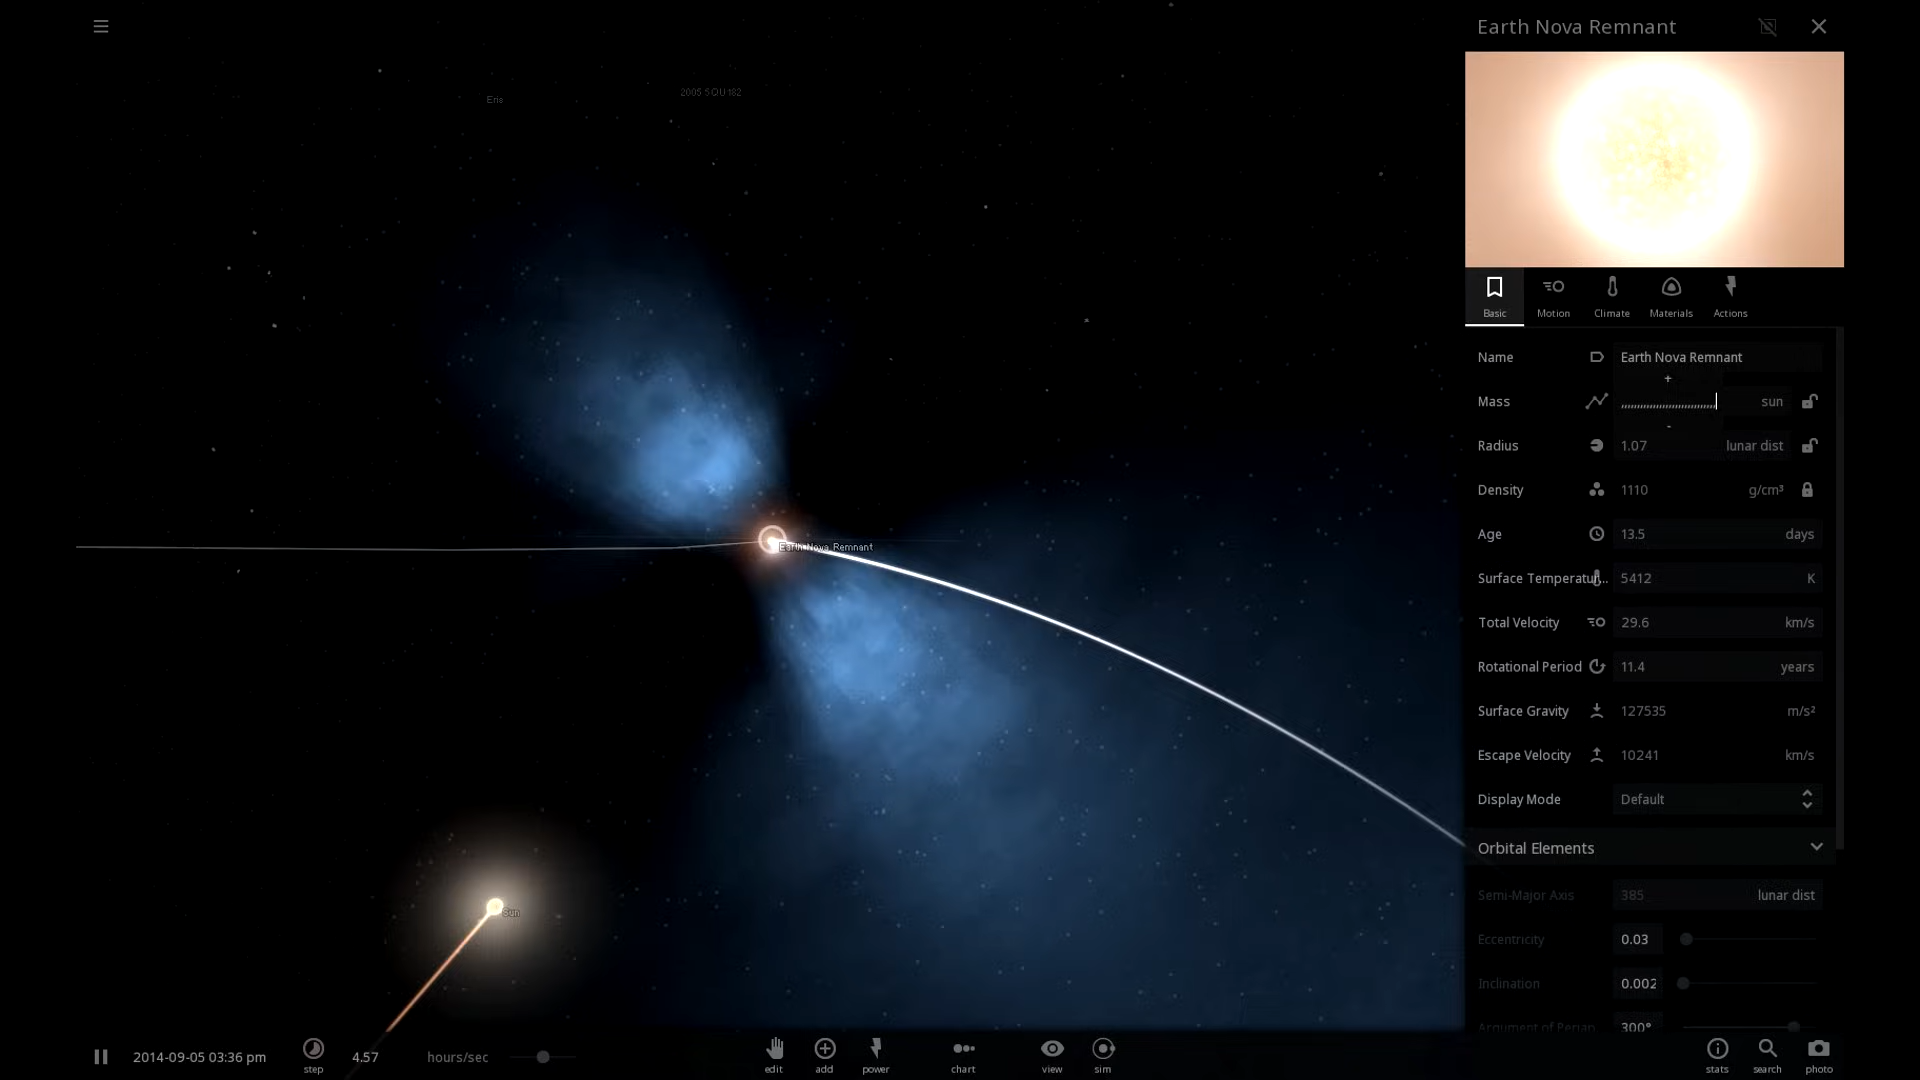 Earth Nova Remnant
Eris
Basic
Motion
Climate
Materials
Actions
Name
Earth Nova Remnant
+
Mass
,,,,,,,,,,,,,,,,,,,,,,,,,,,,,,
sun
-
Radius
1.07
lunar dist
Density
1110
g/cm³
Age
13.5
days
Surface Temperatur...
5412
K
Total Velocity
29.6
km/s
Rotational Period
11.4
years
Surface Gravity
127535
m/s²
Escape Velocity
10241
km/s
Display Mode
Default
Orbital Elements
Semi-Major Axis
385
lunar dist
Eccentricity
0.03
Inclination
0.002
Argument of Periap
300°
Earth Nova Remnant
Sun
2014-09-05 03:36 pm
step
4.57
hours/sec
edit
add
power
chart
view
sim
stats
search
photo